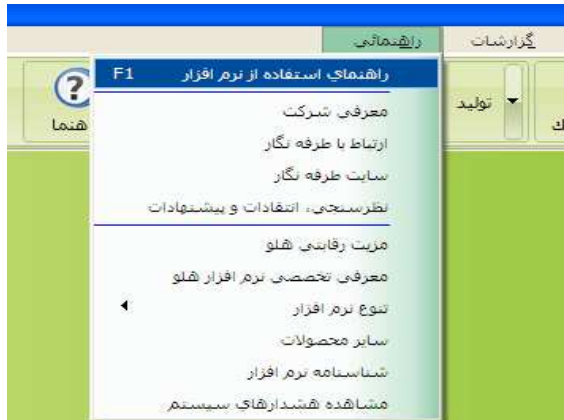 گزارشات راهنمائی
راهنماي استفاده از نرم افزار F1
تولید
هنما
معرفی شرکت
ارتباط با طرفه نگار
سایت طرفه نگار
نظرسنجی، انتقادات و پیشنهادات
مزیت رقابتی هلو
معرفی تخصصی نرم افزار هلو
تنوع نرم افزار
سایر محصولات
شناسنامه نرم افزار
مشاهده هشدارهاي سیستم